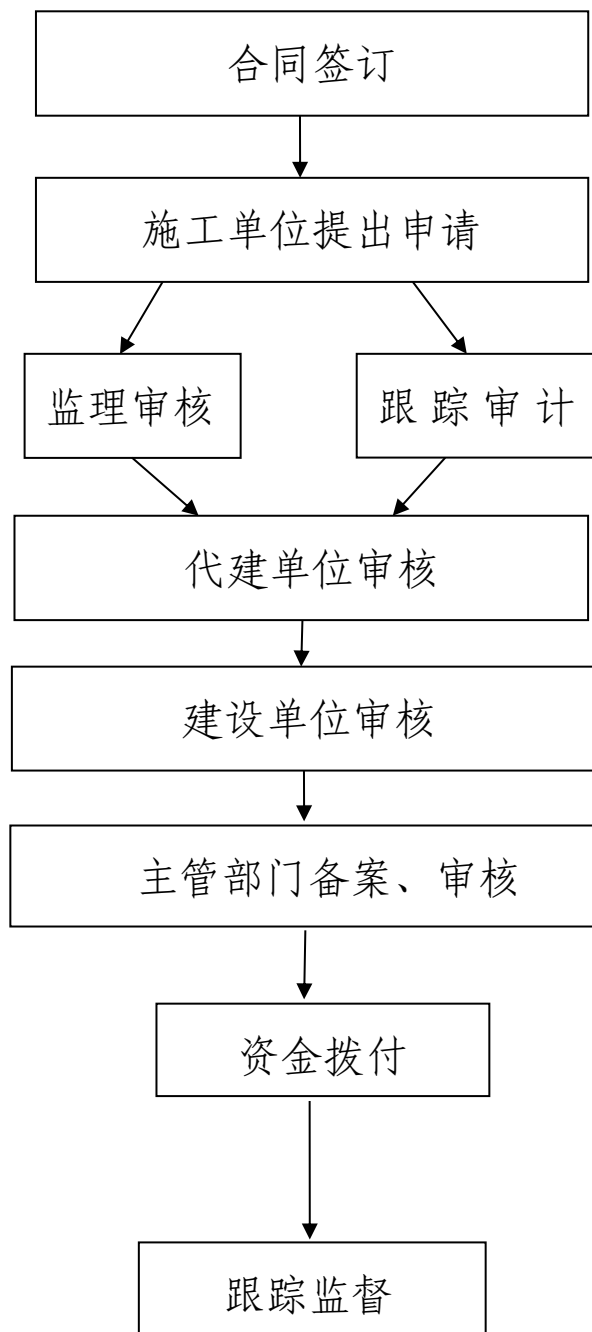 合同签订
施工单位提出申请
监理审核
跟踪审计
代建单位审核
建设单位审核
主管部门备案、审核
资金拨付
跟踪监督